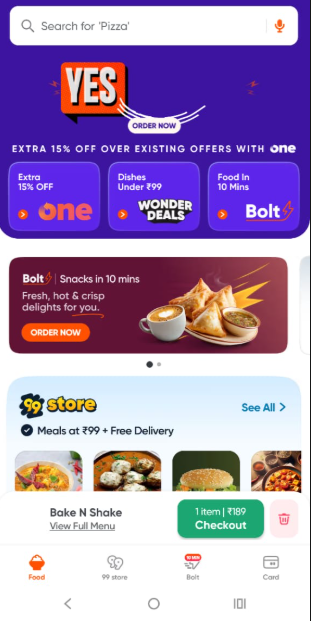 Search for 'Pizza'
YES
ORDER NOW
EXTRA 15% OFF OVER EXISTING OFFERS WITH one
Extra
15% OFF
one
Dishes
Under ₹99
WONDER
DEALS
Food In
10 Mins
Bolt
Bolt | Snacks in 10 mins
Fresh, hot & crisp
delights for you.
ORDER NOW
99 store
See All >
Meals at ₹99 + Free Delivery
Bake N Shake
View Full Menu
1 item | ₹189
Checkout
Food
99 store
10 MIN
Bolt
Card